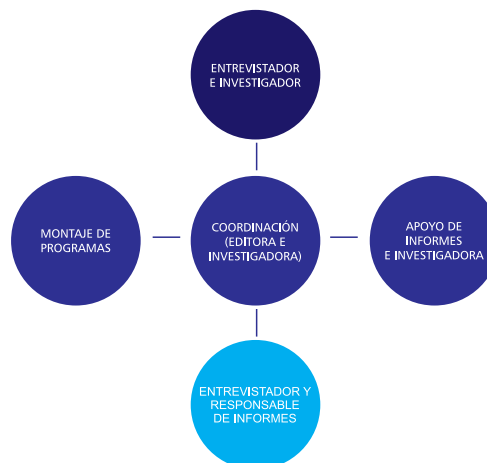 ENTREVISTADOR
E INVESTIGADOR
MONTAJE DE
PROGRAMAS
COORDINACIÓN
(EDITORA E
INVESTIGADORA)
APOYO DE
INFORMES
E INVESTIGADORA
ENTREVISTADOR Y
RESPONSABLE
DE INFORMES